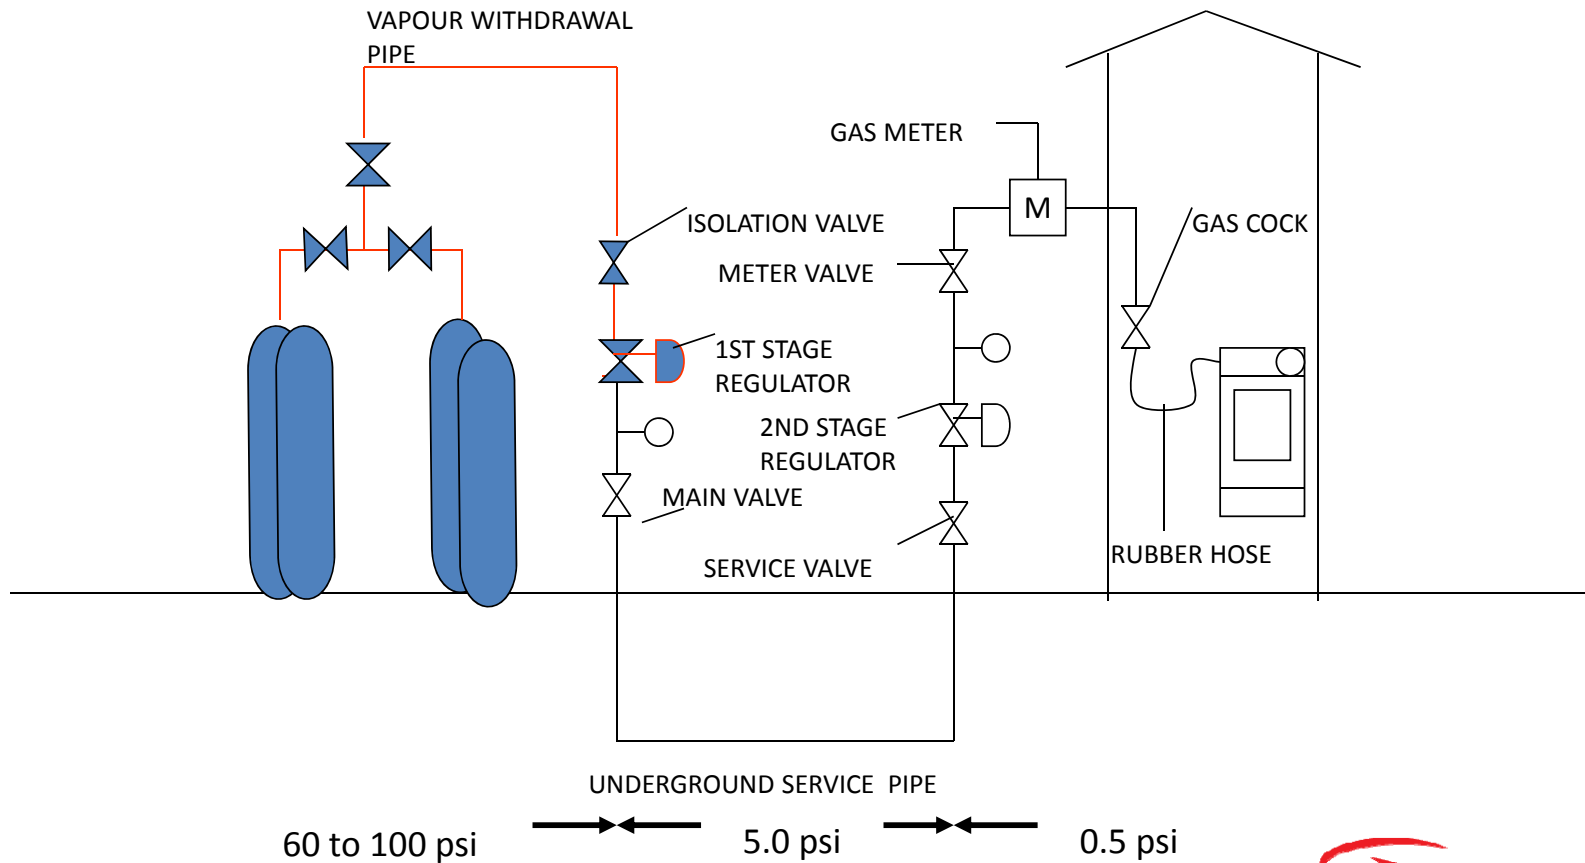 VAPOUR WITHDRAWAL
PIPE
GAS METER
M
ISOLATION VALVE
GAS COCK
METER VALVE
1ST STAGE
REGULATOR
2ND STAGE
REGULATOR
MAIN VALVE
SERVICE VALVE
RUBBER HOSE
UNDERGROUND SERVICE PIPE
60 to 100 psi
5.0 psi
0.5 psi